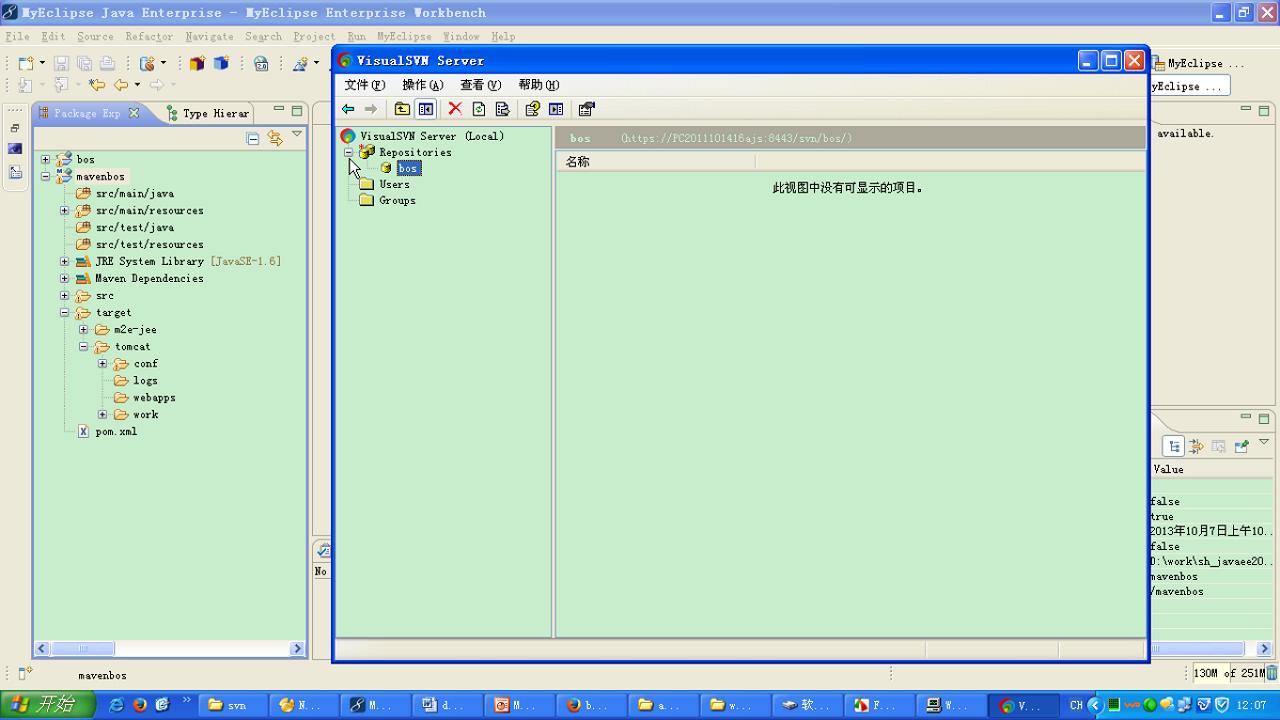 MyEclipse Java Enterprise - MyEclipse Enterprise Workbench
File Edit Source Refactor Navigate Search Project Run MyEclipse Window Help
VisualSVN Server
文件(F) 操作(A) 查看(V) 帮助(H)
MyEclipse ...
yEclipse ...
Package Exp
Type Hierar
available.
VisualSVN Server (Local)
Repositories
bos
Users
Groups
bos (https://PC2011101416ajs:8443/svn/bos/)
名称
此视图中没有可显示的项目。
bos
mavenbos
src/main/java
src/main/resources
src/test/java
src/test/resources
JRE System Library [JavaSE-1.6]
Maven Dependencies
src
target
m2e-jee
tomcat
conf
logs
webapps
work
pom.xml
No
Value
false
true
2013年10月7日上午10...
false
D:\work\sh_javaee20...
mavenbos
/mavenbos
mavenbos
130M of 251M
开始
svn
N...
M...
d...
M...
b...
a...
w...
软...
F...
W...
V...
CH
12:07